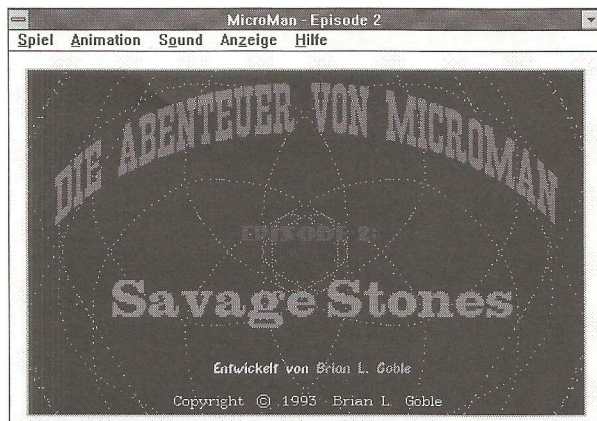 MicroMan - Episode 2
Spiel Animation Sound Anzeige Hilfe
DIE ABENTEUER VON MICROMAN
EPISODE 2:
Savage Stones
Entwickelt von Brian L. Goble
Copyright © 1993 Brian L. Goble